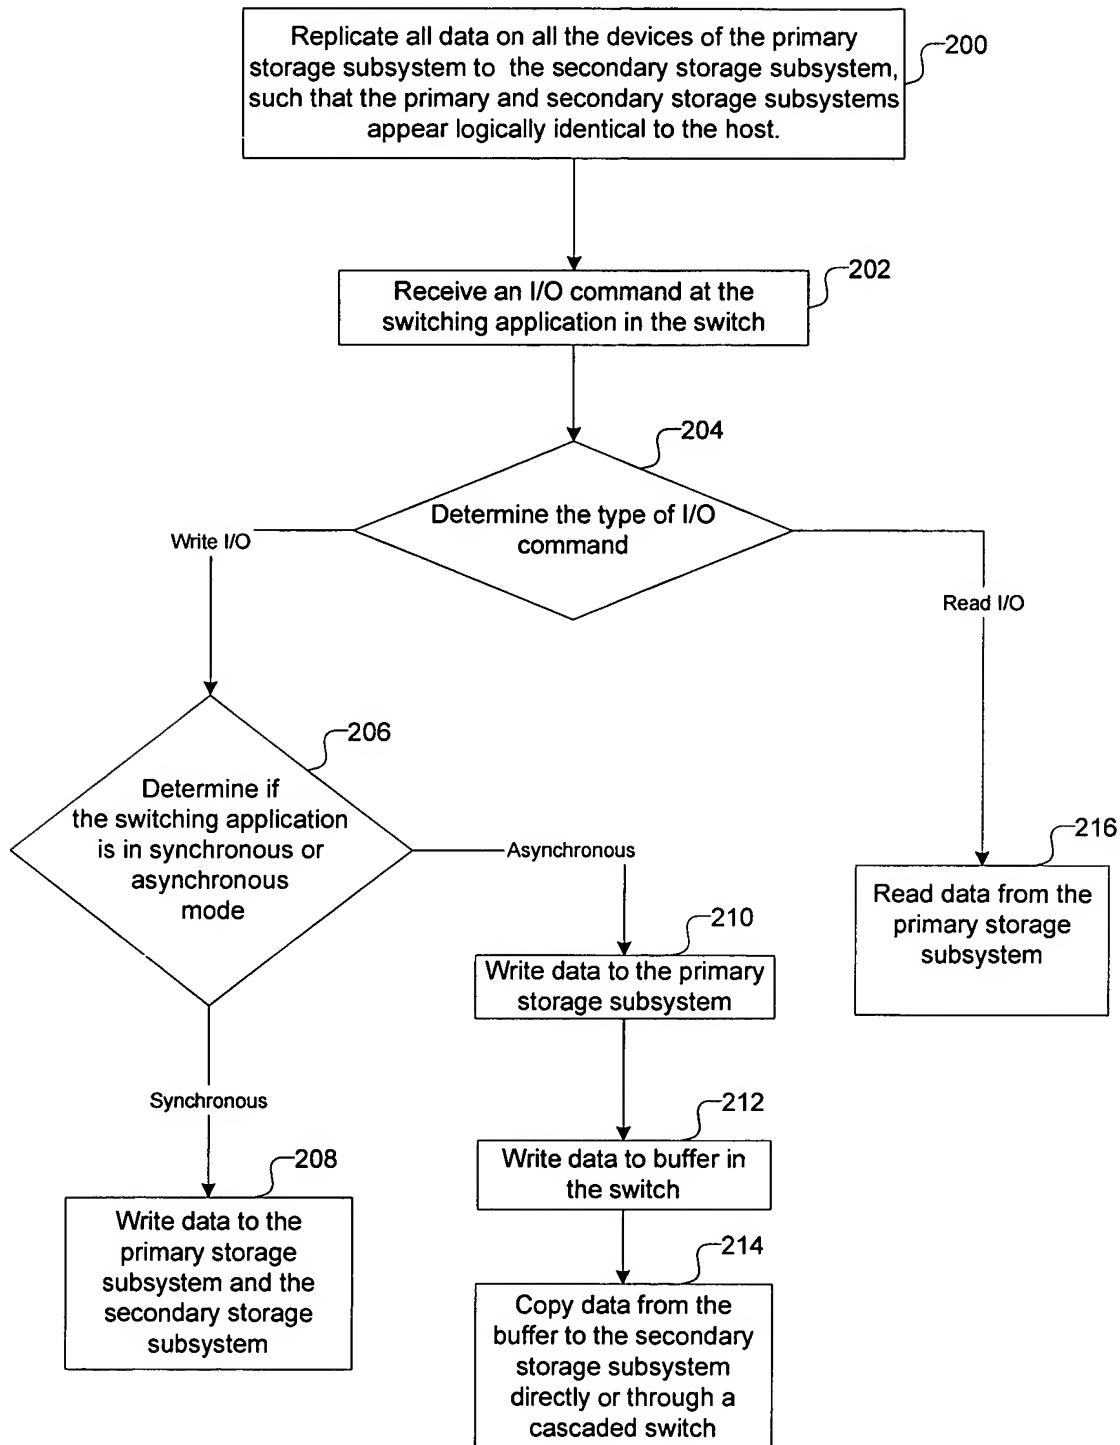 Replicate all data on all the devices of the primary
storage subsystem to the secondary storage subsystem,
such that the primary and secondary storage subsystems
appear logically identical to the host.
200
Receive an I/O command at the
switching application in the switch
202
204
Determine the type of I/O
command
Write I/O
Read I/O
206
Determine if
the switching application
is in synchronous or
asynchronous
mode
Asynchronous
Synchronous
216
Read data from the
primary storage
subsystem
210
Write data to the primary
storage subsystem
212
Write data to buffer in
the switch
208
Write data to the
primary storage
subsystem and the
secondary storage
subsystem
214
Copy data from the
buffer to the secondary
storage subsystem
directly or through a
cascaded switch